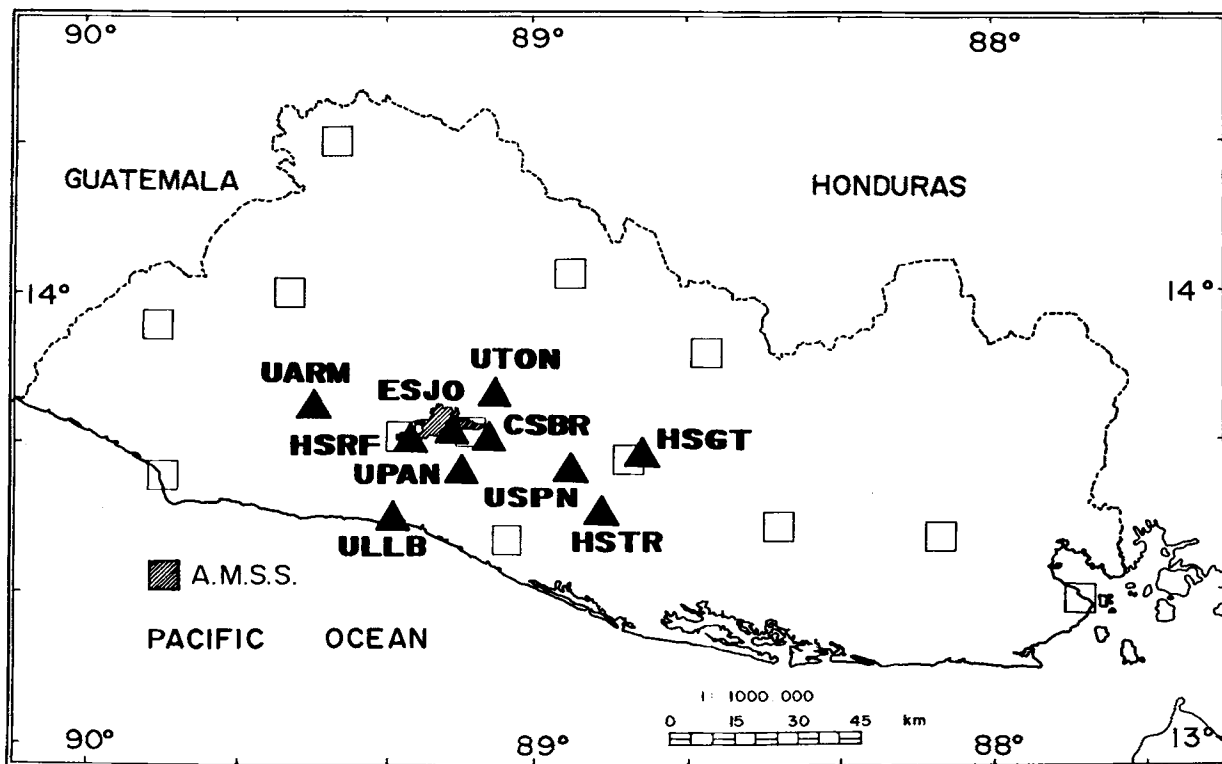 90° 89° 88°
GUATEMALA HONDURAS
14° 14°
UTON
UARM ESJO
CSBR
HSRF HSGT
UPAN
USPN
ULLB HSTR
A.M.S.S.
PACIFIC OCEAN
1: 1000 000
0 15 30 45 km
90° 89° 88° 13°